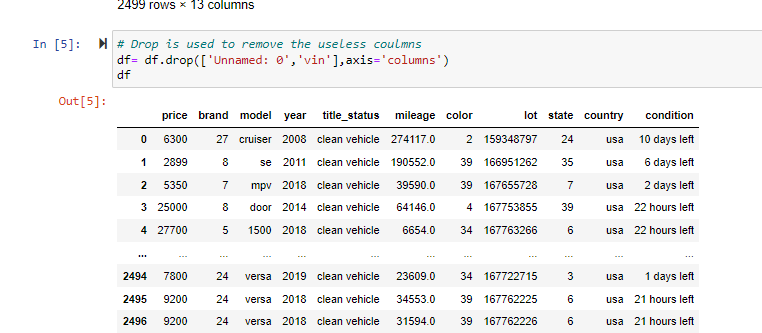 2499 rows × 13 columns
In [5]: # Drop is used to remove the useless coulmns
df= df.drop(['Unnamed: 0','vin'],axis='columns')
df
Out[5]:
price brand model year title_status mileage color lot state country condition
0 6300 27 cruiser 2008 clean vehicle 274117.0 2 159348797 24 usa 10 days left
1 2899 8 se 2011 clean vehicle 190552.0 39 166951262 35 usa 6 days left
2 5350 7 mpv 2018 clean vehicle 39590.0 39 167655728 7 usa 2 days left
3 25000 8 door 2014 clean vehicle 64146.0 4 167753855 39 usa 22 hours left
4 27700 5 1500 2018 clean vehicle 6654.0 34 167763266 6 usa 22 hours left
... ... ... ... ... ... ... ... ... ... ... ...
2494 7800 24 versa 2019 clean vehicle 23609.0 34 167722715 3 usa 1 days left
2495 9200 24 versa 2018 clean vehicle 34553.0 39 167762225 6 usa 21 hours left
2496 9200 24 versa 2018 clean vehicle 31594.0 39 167762226 6 usa 21 hours left